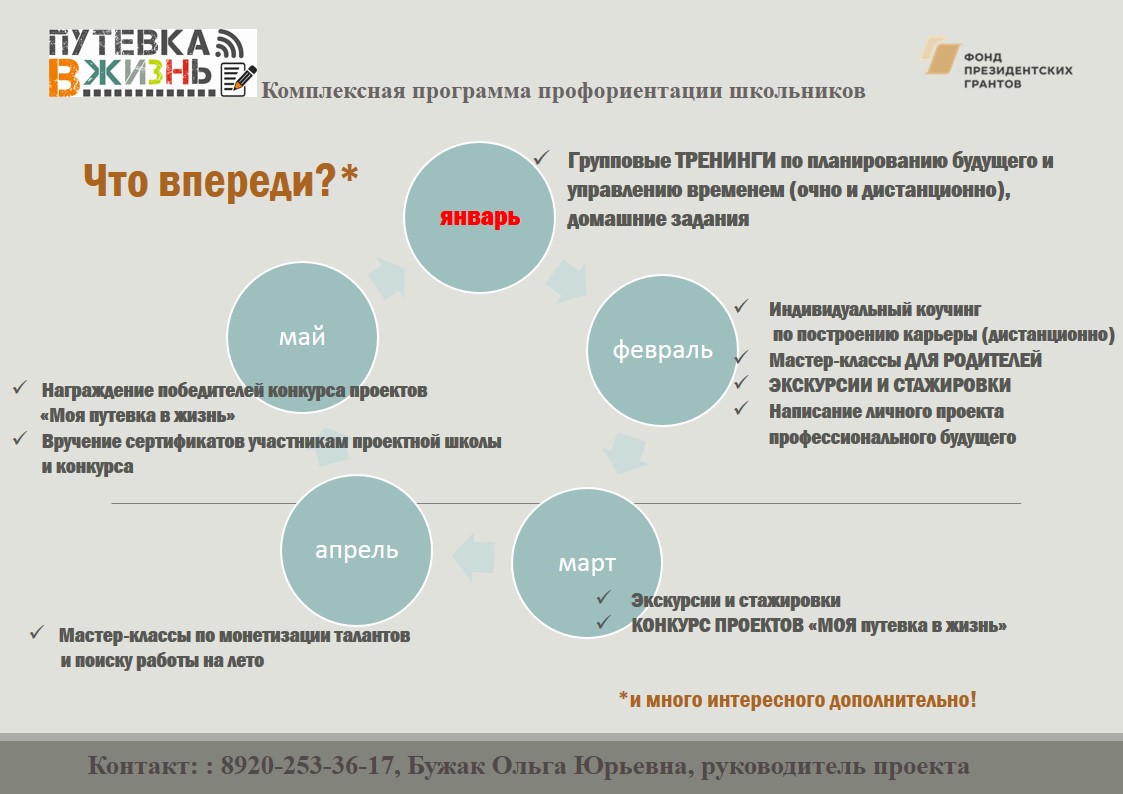 ПУТЕВКА
В ЖИЗНЬ
Комплексная программа профориентации школьников
ФОНД
ПРЕЗИДЕНТСКИХ
ГРАНТОВ
Что впереди?*
январь
✓ Групповые ТРЕНИНГИ по планированию будущего и
управлению временем (очно и дистанционно),
домашние задания
февраль
✓ Индивидуальный коучинг
по построению карьеры (дистанционно)
✓ Мастер-классы ДЛЯ РОДИТЕЛЕЙ
✓ ЭКСКУРСИИ И СТАЖИРОВКИ
✓ Написание личного проекта
профессионального будущего
май
✓ Награждение победителей конкурса проектов
«Моя путевка в жизнь»
✓ Вручение сертификатов участникам проектной школы
и конкурса
март
✓ Экскурсии и стажировки
✓ КОНКУРС ПРОЕКТОВ «МОЯ путевка в жизнь»
апрель
✓ Мастер-классы по монетизации талантов
и поиску работы на лето
*и много интересного дополнительно!
Контакт: : 8920-253-36-17, Бужак Ольга Юрьевна, руководитель проекта